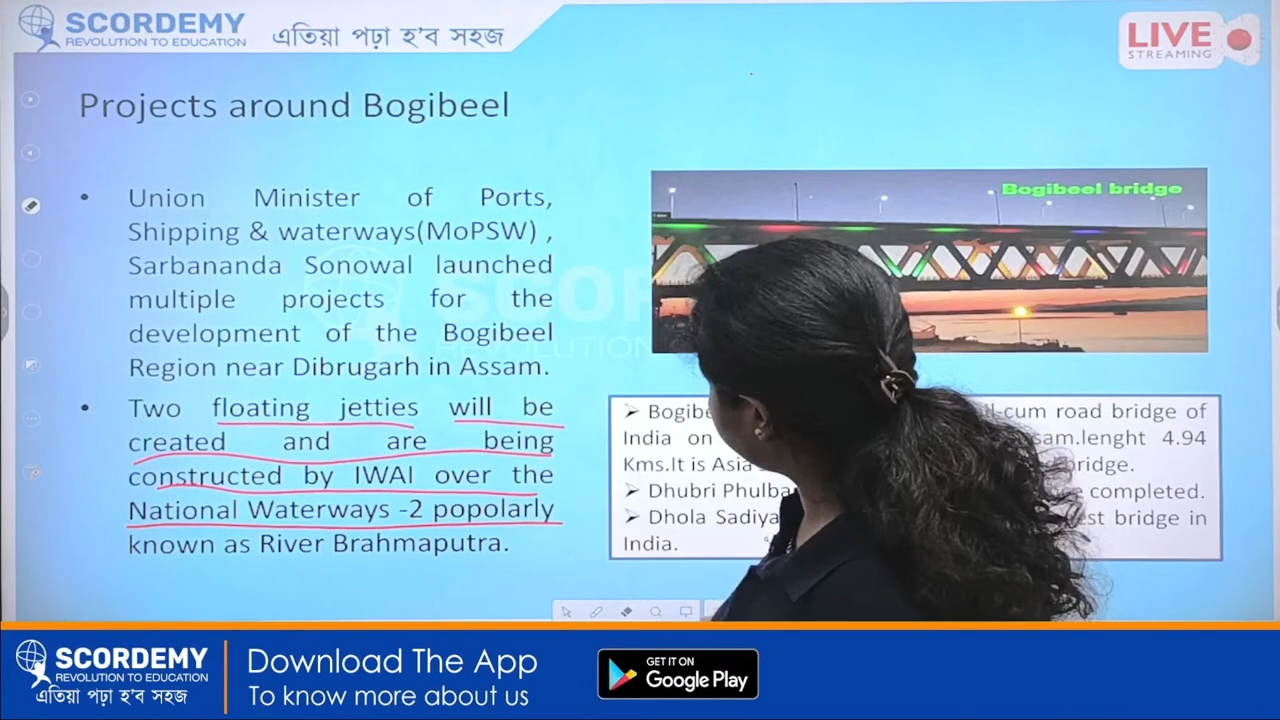 SCORDEMY
REVOLUTION TO EDUCATION
এতিয়া পঢ়া হ'ব সহজ
LIVE
STREAMING
Projects around Bogibeel
• Union Minister of Ports,
Shipping & waterways(MoPSW) ,
Sarbananda Sonowal launched
multiple projects for the
development of the Bogibeel
Region near Dibrugarh in Assam.
• Two floating jetties will be
created and are being
constructed by IWAI over the
National Waterways -2 popolarly
known as River Brahmaputra.
Bogibeel bridge
➤ cum road bridge of
India on lenght 4.94
Kms.It is bridge.
➤ Dhubri completed.
➤ Dhola Sadiya bridge in
India.
SCORDEMY
REVOLUTION TO EDUCATION
এতিয়া পঢ়া হ'ব সহজ
Download The App
To know more about us
GET IT ON
Google Play